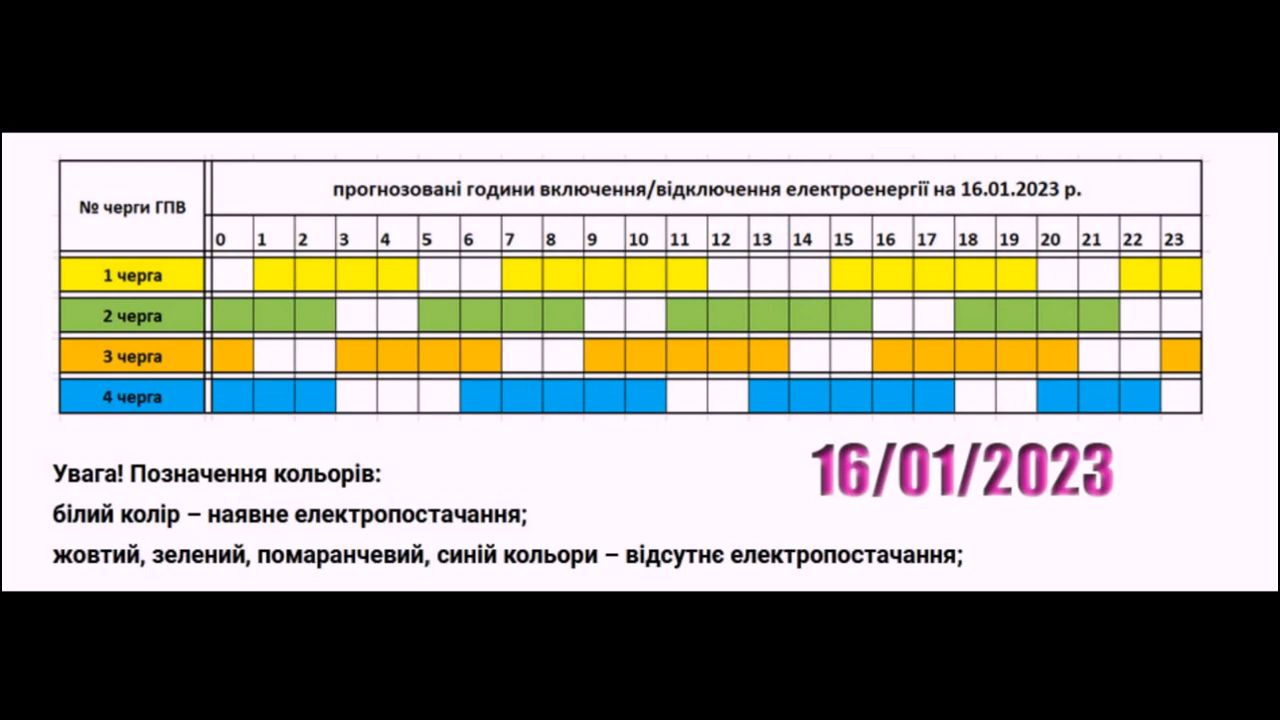 № черги ГПВ
прогнозовані години включення/відключення електроенергії на 16.01.2023 р.
0 1 2 3 4 5 6 7 8 9 10 11 12 13 14 15 16 17 18 19 20 21 22 23
1 черга
2 черга
3 черга
4 черга
16/01/2023
Увага! Позначення кольорів:
білий колір – наявне електропостачання;
жовтий, зелений, помаранчевий, синій кольори – відсутнє електропостачання;